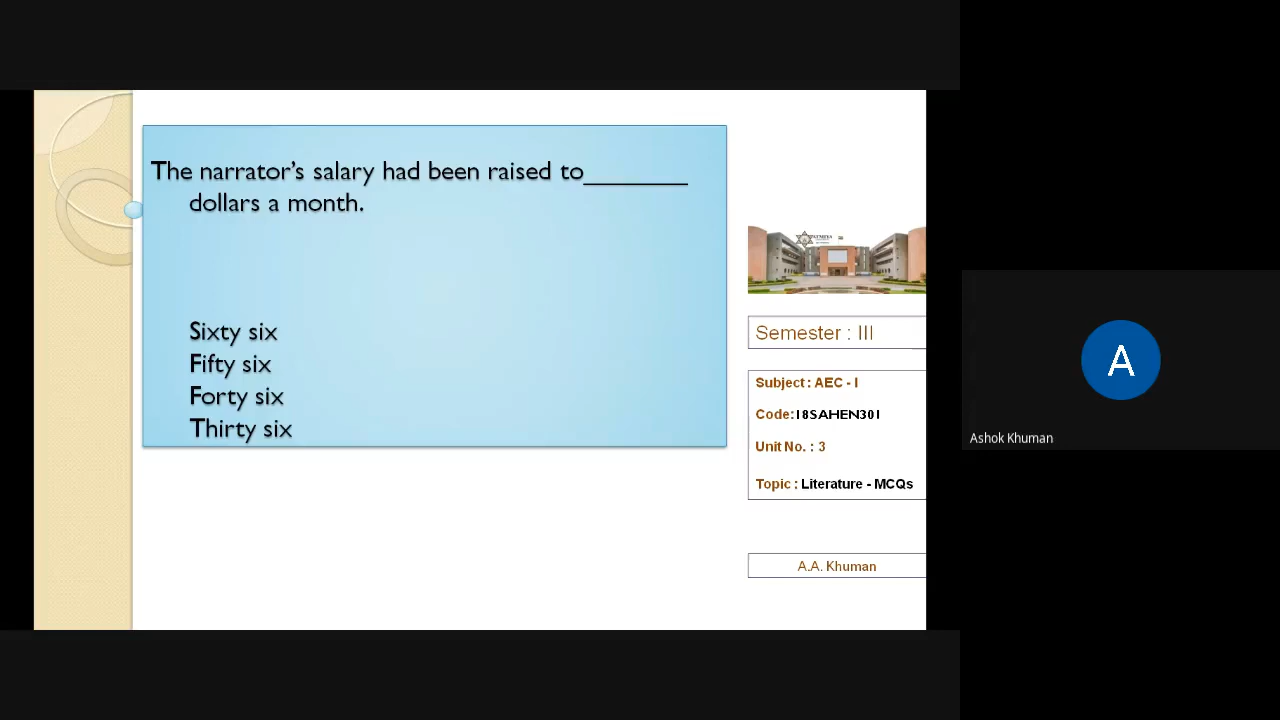 The narrator’s salary had been raised to________
dollars a month.
Sixty six
Fifty six
Forty six
Thirty six
Semester : III
Subject : AEC - I
Code:18SAHEN301
Unit No. : 3
Topic : Literature - MCQs
A.A. Khuman
A
Ashok Khuman